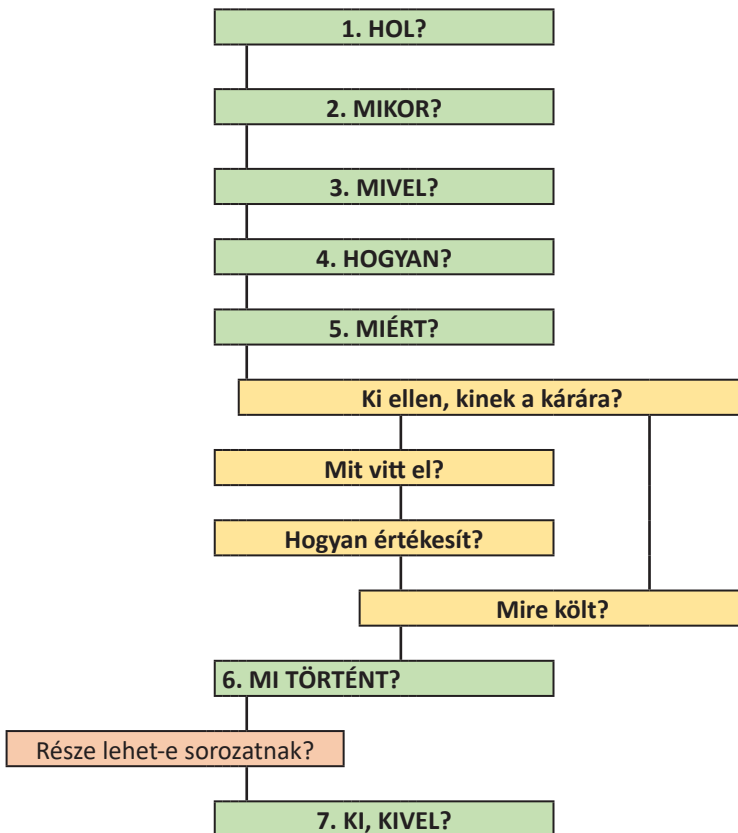 1. HOL?
2. MIKOR?
3. MIVEL?
4. HOGYAN?
5. MIÉRT?
Ki ellen, kinek a kárára?
Mit vitt el?
Hogyan értékesít?
Mire költ?
6. MI TÖRTÉNT?
Része lehet-e sorozatnak?
7. KI, KIVEL?